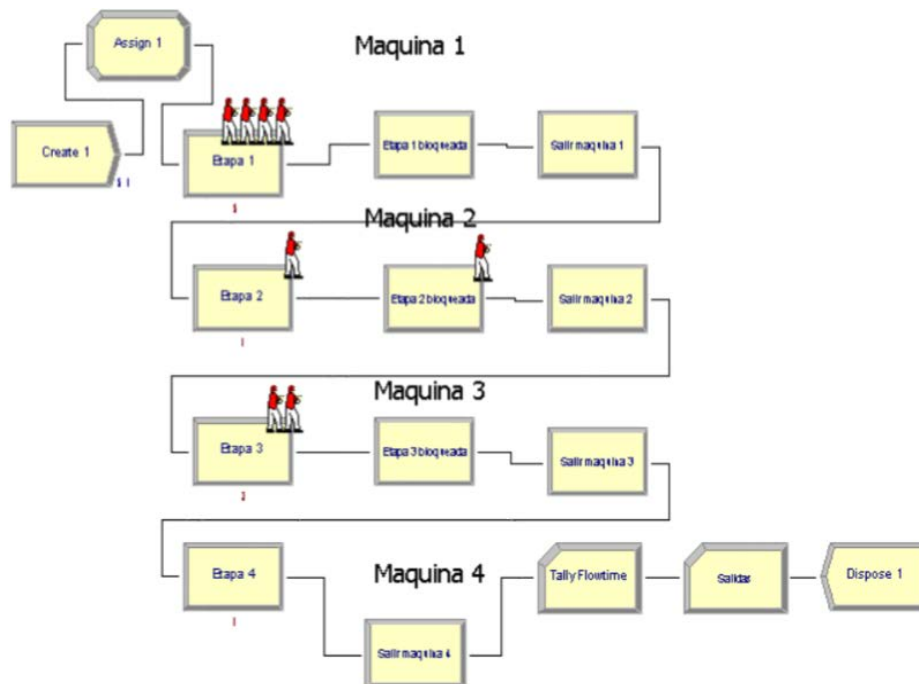 Assign 1
Maquina 1
Create 1
Etapa 1
Etapa 1 bloqueada
Salir maquina 1
Maquina 2
Etapa 2
Etapa 2 bloqueada
Salir maquina 2
Maquina 3
Etapa 3
Etapa 3 bloqueada
Salir maquina 3
Etapa 4
Maquina 4
Tally Flowtime
Salidas
Dispose 1
Salir maquina 4